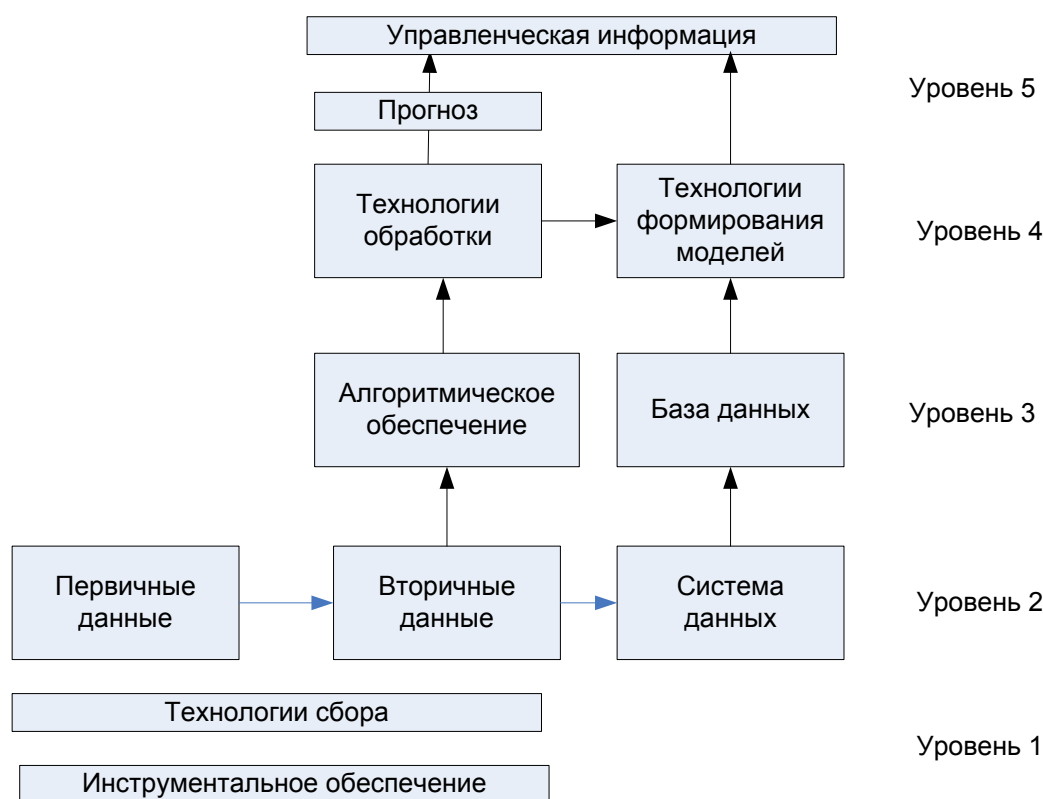 Управленческая информация
Уровень 5
Прогноз
Технологии
обработки
Технологии
формирования
моделей
Уровень 4
Алгоритмическое
обеспечение
База данных
Уровень 3
Первичные
данные
Вторичные
данные
Система
данных
Уровень 2
Технологии сбора
Уровень 1
Инструментальное обеспечение